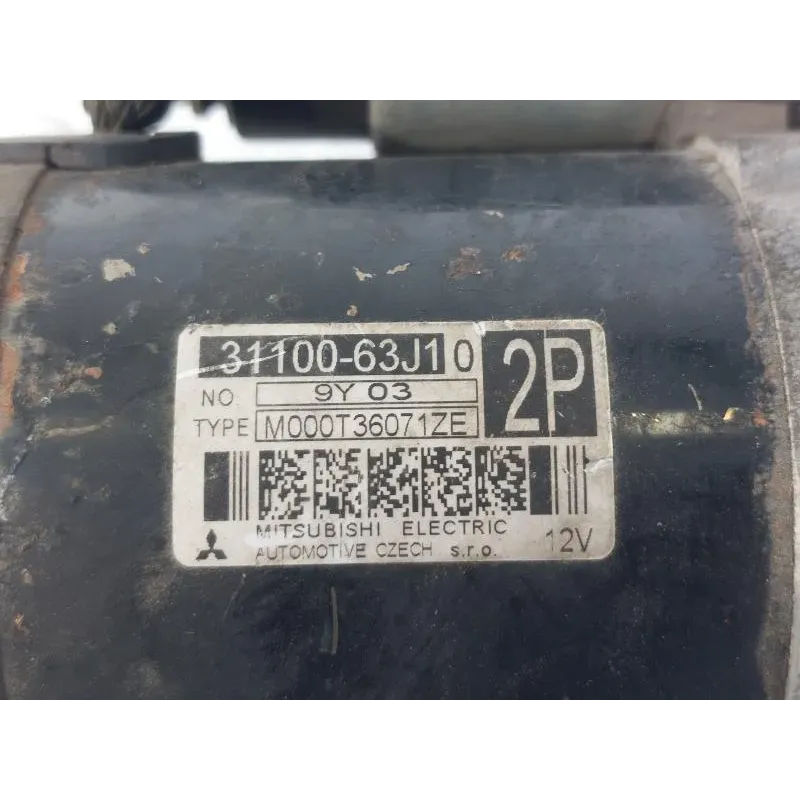 31100-63J10
2P
NO 9Y 03
TYPE M000T36071ZE
MITSUBISHI ELECTRIC
AUTOMOTIVE CZECH s.r.o. 12V